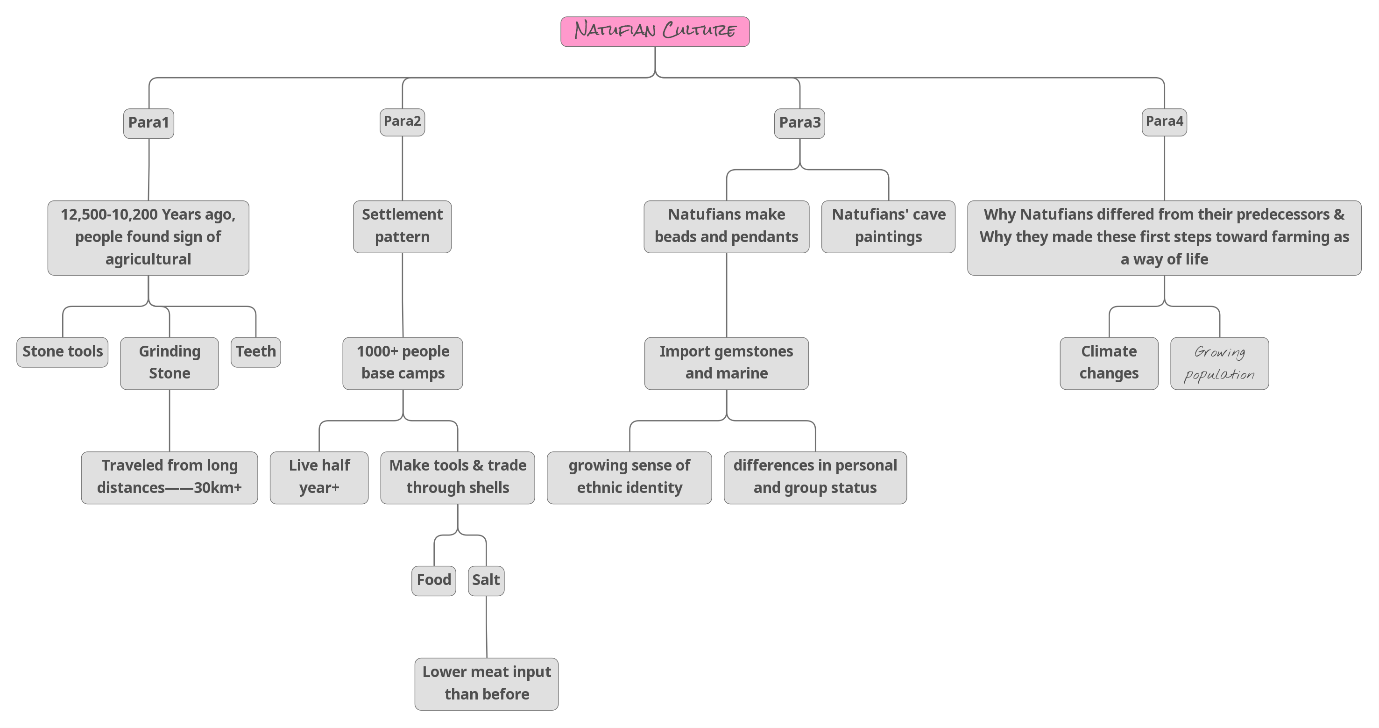 Natufian Culture
Para1
Para2
Para3
Para4
12,500-10,200 Years ago,
people found sign of
agricultural
Settlement
pattern
Natufians make
beads and pendants
Natufians' cave
paintings
Why Natufians differed from their predecessors &
Why they made these first steps toward farming as
a way of life
Stone tools
Grinding
Stone
Teeth
1000+ people
base camps
Import gemstones
and marine
Climate
changes
Growing
population
Traveled from long
distances——30km+
Live half
year+
Make tools & trade
through shells
growing sense of
ethnic identity
differences in personal
and group status
Food
Salt
Lower meat input
than before